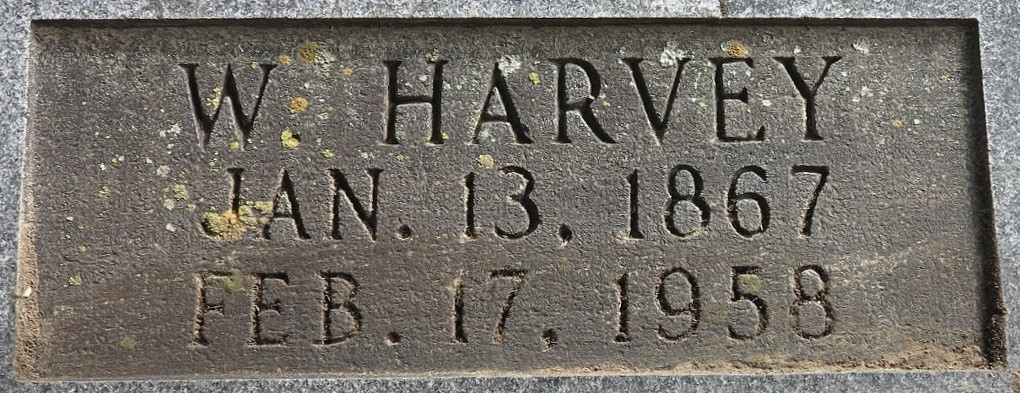 W. HARVEY
JAN. 13, 1867
FEB. 17, 1958